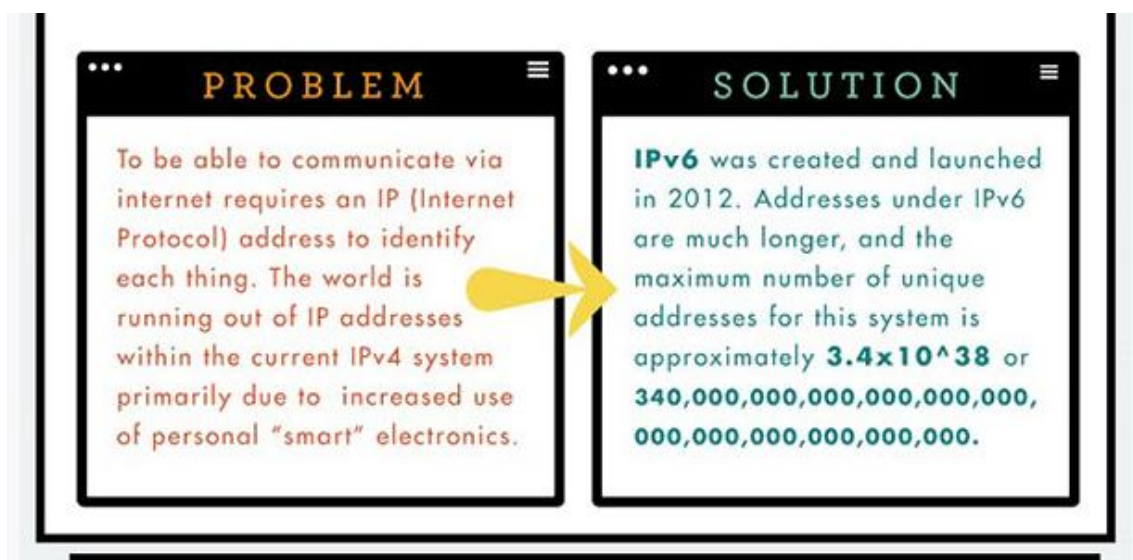 PROBLEM
To be able to communicate via
internet requires an IP (Internet
Protocol) address to identify
each thing. The world is
running out of IP addresses
within the current IPv4 system
primarily due to increased use
of personal “smart” electronics.
SOLUTION
IPv6 was created and launched
in 2012. Addresses under IPv6
are much longer, and the
maximum number of unique
addresses for this system is
approximately 3.4x10^38 or
340,000,000,000,000,000,000,
000,000,000,000,000,000.